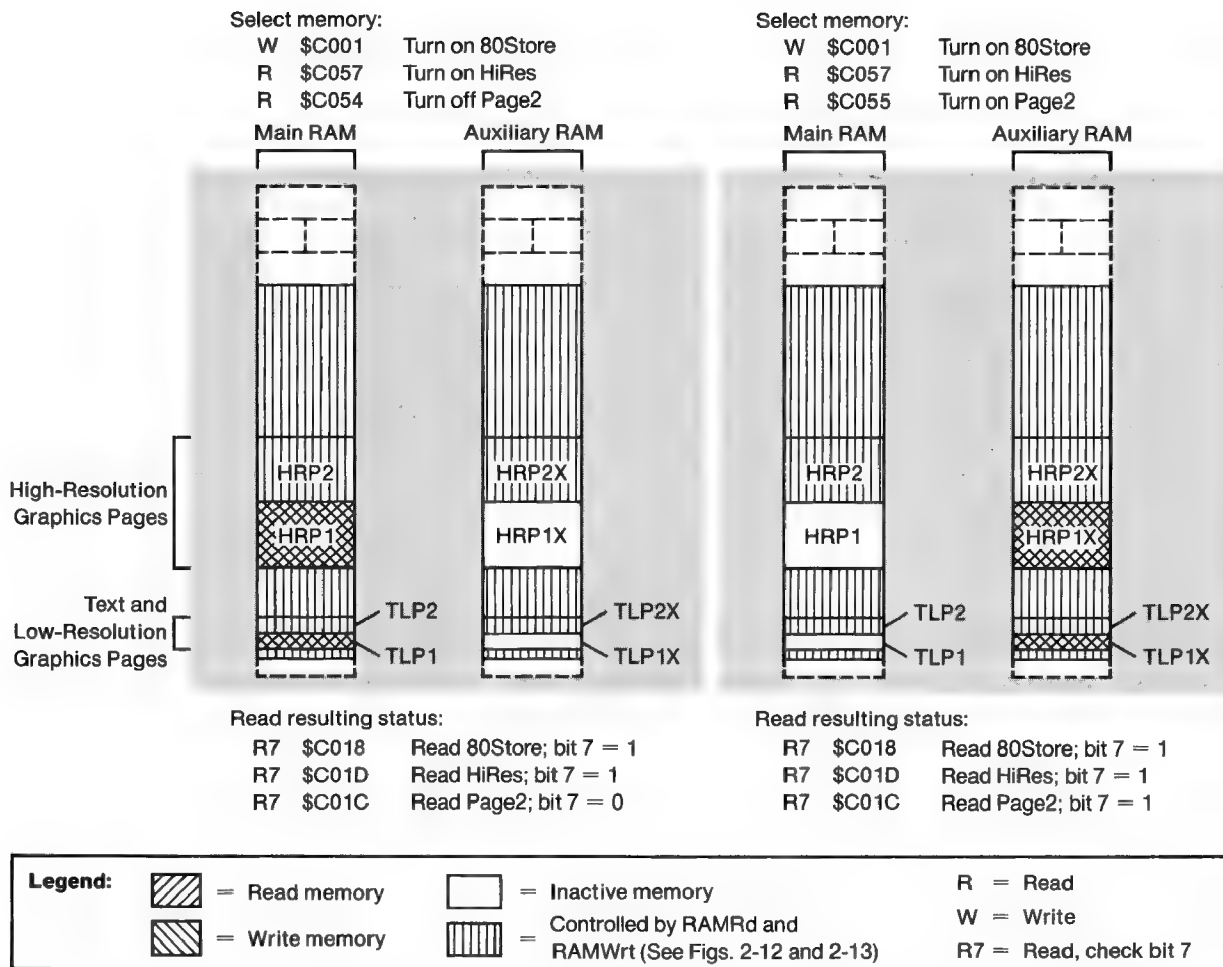 Select memory:
W $C001 Turn on 80Store
R $C057 Turn on HiRes
R $C054 Turn off Page2
Main RAM Auxiliary RAM
HRP2 HRP2X
High-Resolution
Graphics Pages
HRP1 HRP1X
Text and
Low-Resolution
Graphics Pages
TLP2 TLP2X
TLP1 TLP1X
Read resulting status:
R7 $C018 Read 80Store; bit 7 = 1
R7 $C01D Read HiRes; bit 7 = 1
R7 $C01C Read Page2; bit 7 = 0
Select memory:
W $C001 Turn on 80Store
R $C057 Turn on HiRes
R $C055 Turn on Page2
Main RAM Auxiliary RAM
HRP2 HRP2X
HRP1 HRP1X
TLP2 TLP2X
TLP1 TLP1X
Read resulting status:
R7 $C018 Read 80Store; bit 7 = 1
R7 $C01D Read HiRes; bit 7 = 1
R7 $C01C Read Page2; bit 7 = 1
Legend:
= Read memory
= Write memory
= Inactive memory
= Controlled by RAMRd and
RAMWrt (See Figs. 2-12 and 2-13)
R = Read
W = Write
R7 = Read, check bit 7